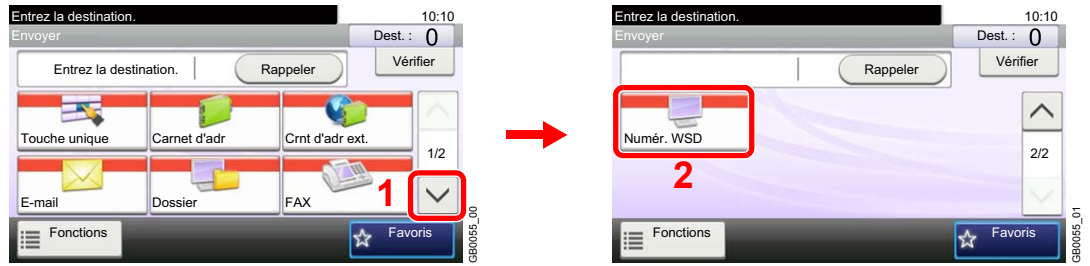 Entrez la destination. 10:10
Envoyer Dest. : 0
Entrez la destination. Rappeler Vérifier
Touche unique Carnet d'adr Crnt d'adr ext.
1/2
E-mail Dossier FAX 1
Fonctions Favoris
GB0055_00
Entrez la destination. 10:10
Envoyer Dest. : 0
Rappeler Vérifier
Numér. WSD
2/2
2
Fonctions Favoris
GB0055_01